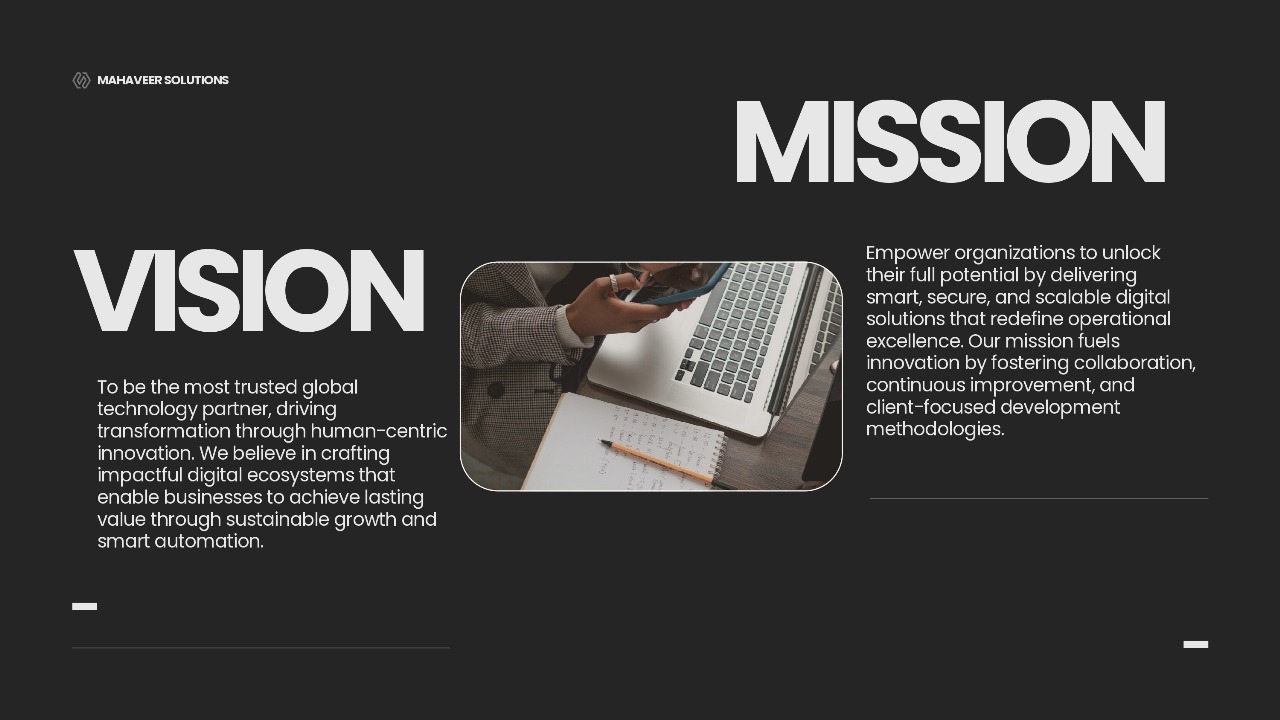 MAHAVEER SOLUTIONS
MISSION
VISION
Empower organizations to unlock
their full potential by delivering
smart, secure, and scalable digital
solutions that redefine operational
excellence. Our mission fuels
innovation by fostering collaboration,
continuous improvement, and
client-focused development
methodologies.
To be the most trusted global
technology partner, driving
transformation through human-centric
innovation. We believe in crafting
impactful digital ecosystems that
enable businesses to achieve lasting
value through sustainable growth and
smart automation.